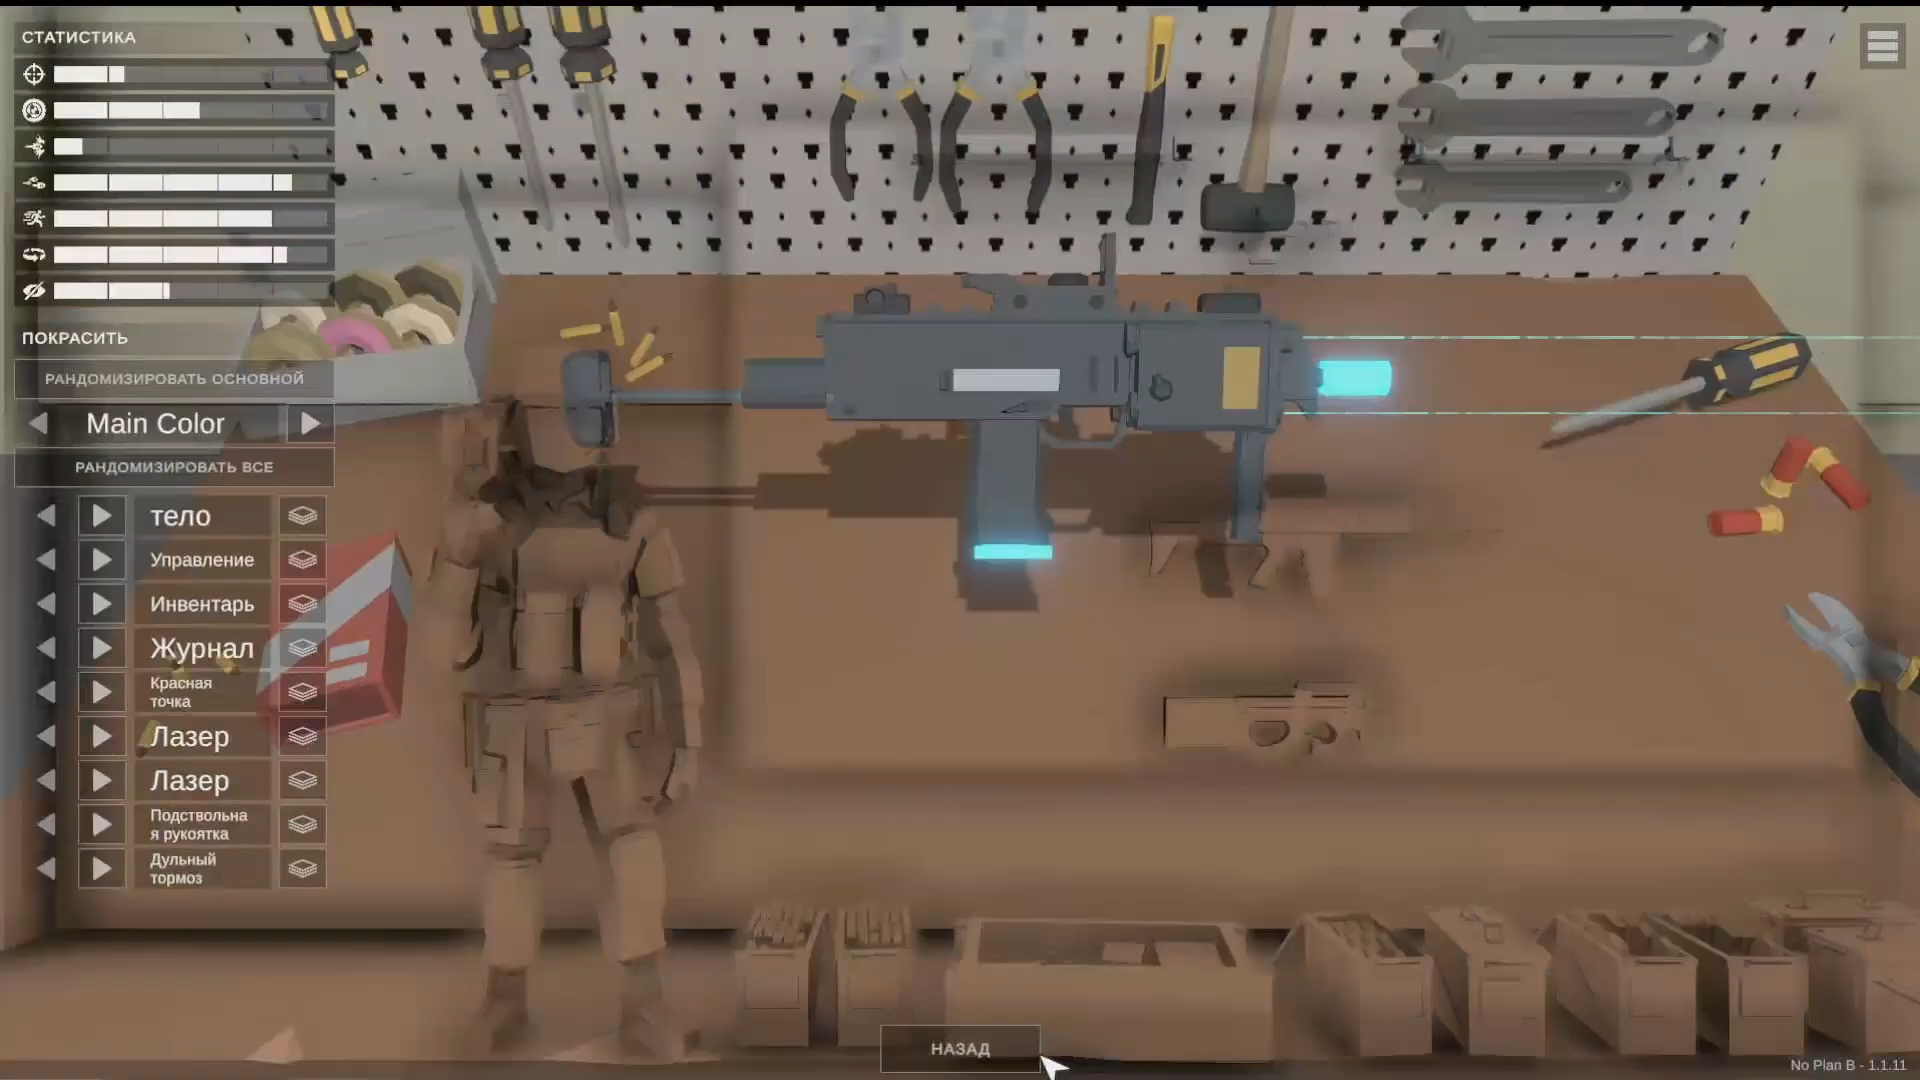 СТАТИСТИКА
ПОКРАСИТЬ
РАНДОМИЗИРОВАТЬ ОСНОВНОЙ
Main Color
РАНДОМИЗИРОВАТЬ ВСЕ
тело
Управление
Инвентарь
Журнал
Красная
точка
Лазер
Лазер
Подствольна
я рукоятка
Дульный
тормоз
НАЗАД
No Plan B - 1.1.11